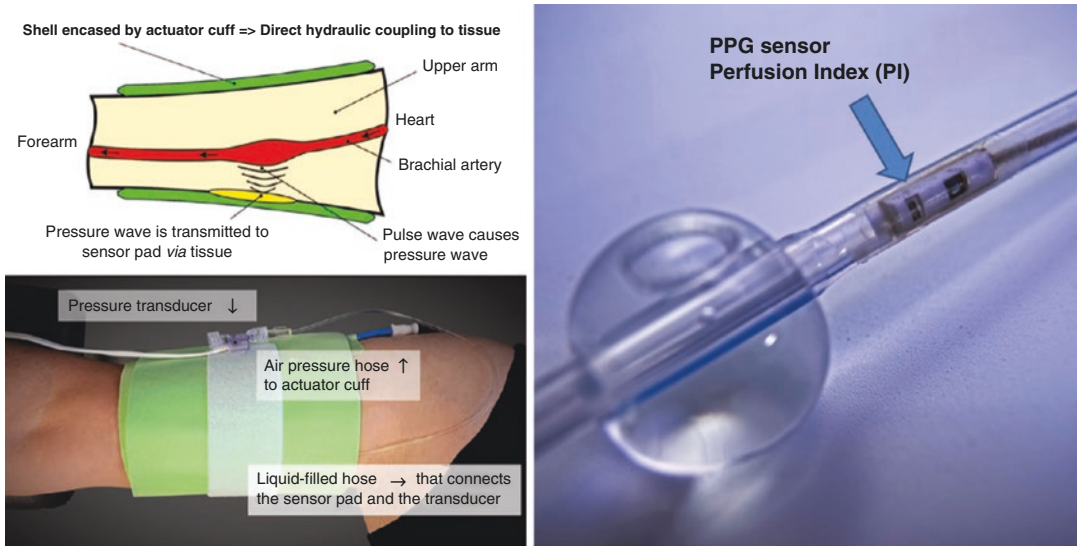 Shell encased by actuator cuff => Direct hydraulic coupling to tissue
Upper arm
Heart
Forearm
Brachial artery
Pressure wave is transmitted to
sensor pad via tissue
Pulse wave causes
pressure wave
Pressure transducer ↓
Air pressure hose ↑
to actuator cuff
Liquid-filled hose → that connects
the sensor pad and the transducer
PPG sensor
Perfusion Index (PI)